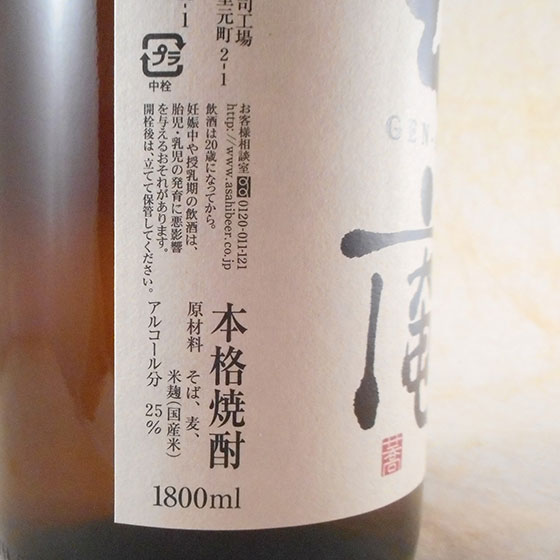 司工場
里元町2-1
-1
プラ
中栓
お客様相談室 0120-011-121
http://www.asahibeer.co.jp
飲酒は20歳になってから。
妊娠中や授乳期の飲酒は、
胎児・乳児の発育に悪影響
を与えるおそれがあります。
開栓後は、立てて保管してください。
本格焼酎
原材料 そば、麦、
米麹(国産米)
アルコール分 25%
1800ml
GEN
庵